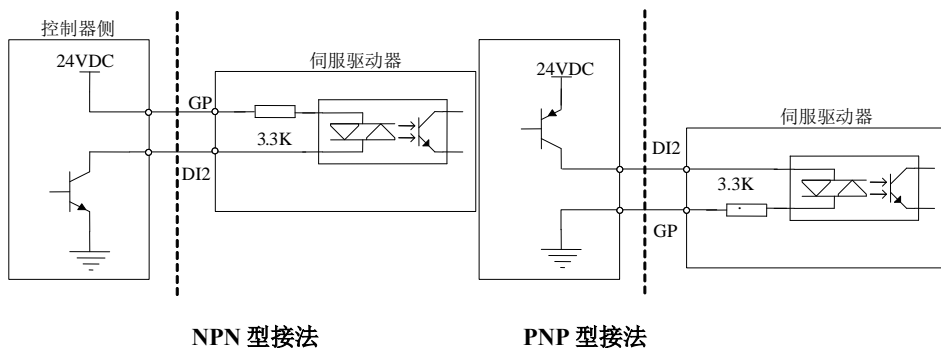 控制器侧
24VDC
伺服驱动器
GP
3.3K
DI2
NPN 型接法
24VDC
伺服驱动器
DI2
3.3K
GP
PNP 型接法